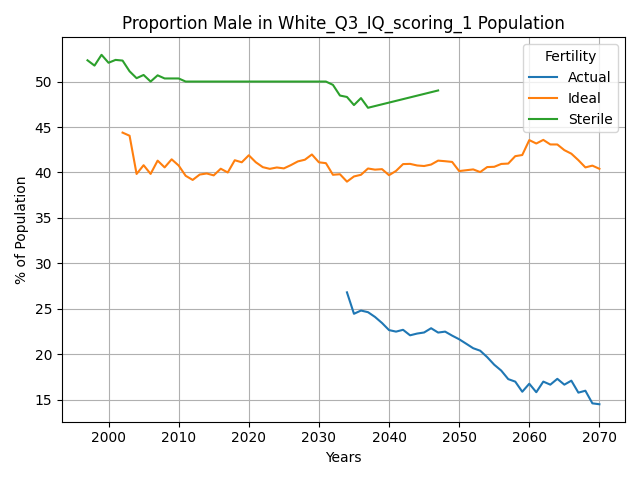 Proportion Male in White_Q3_IQ_scoring_1 Population
% of Population
50
45
40
35
30
25
20
15
Fertility
Actual
Ideal
Sterile
2000 2010 2020 2030 2040 2050 2060 2070
Years